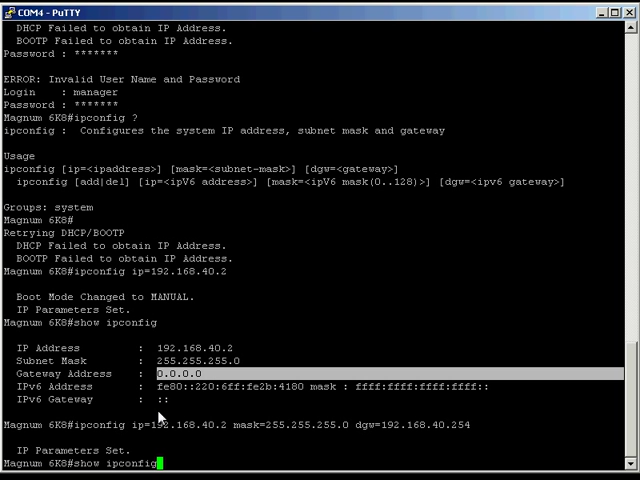 COM4 - PuTTY
DHCP Failed to obtain IP Address.
BOOTP Failed to obtain IP Address.
Password : *******
ERROR: Invalid User Name and Password
Login : manager
Password : *******
Magnum 6K8#ipconfig ?
ipconfig : Configures the system IP address, subnet mask and gateway
Usage
ipconfig [ip=<ipaddress>] [mask=<subnet-mask>] [dgw=<gateway>]
ipconfig [add|del] [ip=<ipV6 address>] [mask=<ipV6 mask(0..128)>] [dgw=<ipv6 gateway>]
Groups: system
Magnum 6K8#
Retrying DHCP/BOOTP
DHCP Failed to obtain IP Address.
BOOTP Failed to obtain IP Address.
Magnum 6K8#ipconfig ip=192.168.40.2
Boot Mode Changed to MANUAL.
IP Parameters Set.
Magnum 6K8#show ipconfig
IP Address : 192.168.40.2
Subnet Mask : 255.255.255.0
Gateway Address : 0.0.0.0
IPv6 Address : fe80::220:6ff:fe2b:4180 mask : ffff:ffff:ffff:ffff::
IPv6 Gateway : ::
Magnum 6K8#ipconfig ip=192.168.40.2 mask=255.255.255.0 dgw=192.168.40.254
IP Parameters Set.
Magnum 6K8#show ipconfig